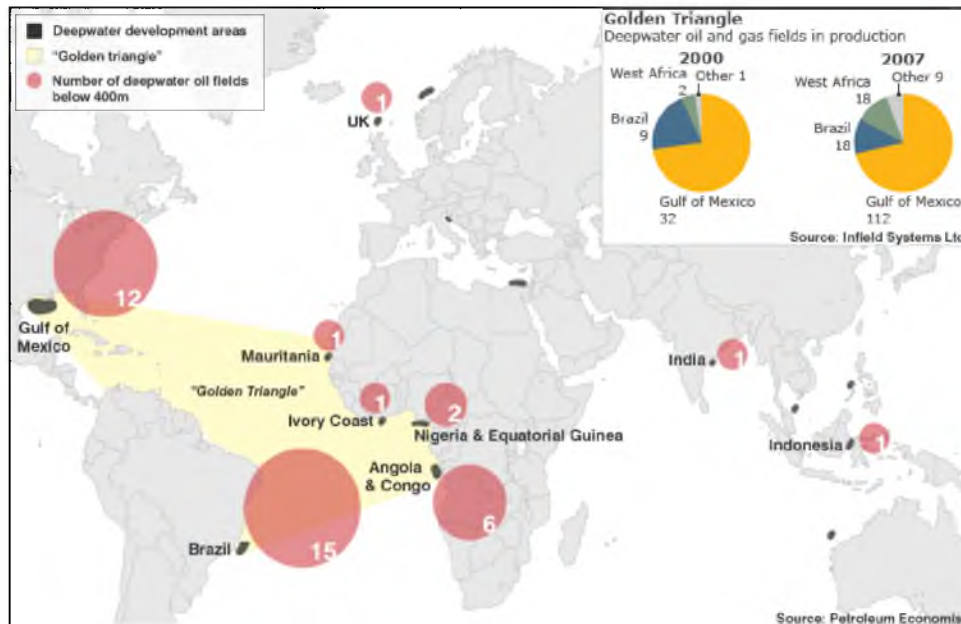 Deepwater development areas
"Golden triangle"
Number of deepwater oil fields
below 400m
Golden Triangle
Deepwater oil and gas fields in production
2000
2007
West Africa
2
Other 1
Brazil
9
Gulf of Mexico
32
West Africa
18
Other 9
Brazil
18
Gulf of Mexico
112
Source: Infield Systems Ltd
1
UK
12
Gulf of
Mexico
1
Mauritania
"Golden Triangle"
1
Ivory Coast
2
Nigeria & Equatorial Guinea
Angola
& Congo
6
Brazil
15
India
1
Indonesia
1
Source: Petroleum Economis